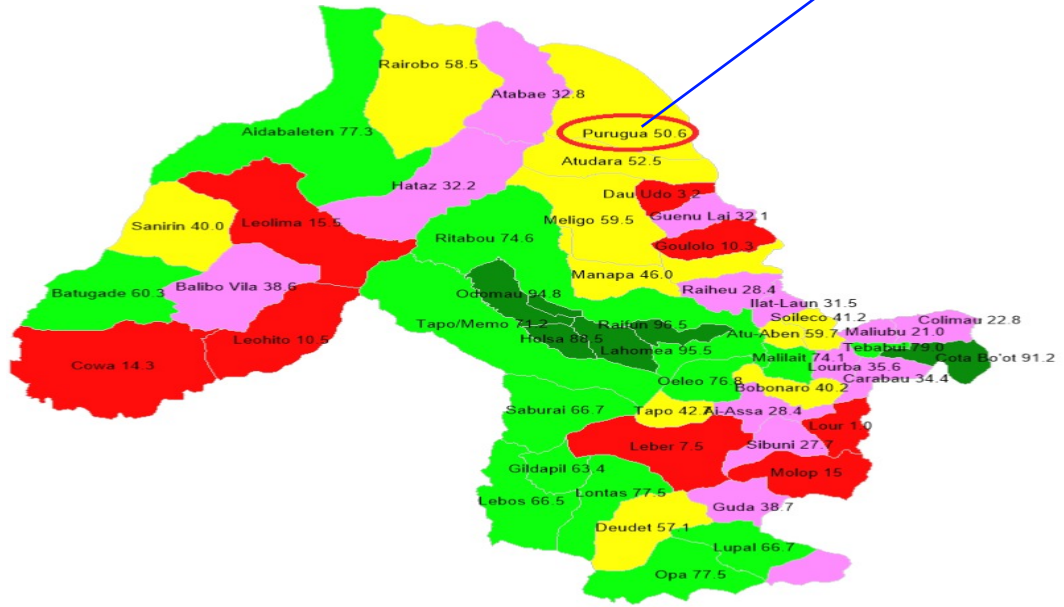 Rairobo 58.5
Atabae 32.8
Aidabaleten 77.3
Purugua 50.6
Atudara 52.5
Hataz 32.2
Dau Udo 3.2
Guenu Lai 32.1
Meligo 59.5
Sanirin 40.0
Leolima 15.5
Ritabou 74.6
Goulolo 10.3
Manapa 46.0
Batugade 60.3
Balibo Vila 38.6
Odomau 94.8
Raiheu 28.4
Ilat-Laun 31.5
Soileco 41.2
Colimau 22.8
Tapo/Memo 71.2
Raifun 96.5
Atu-Aben 59.7
Maliubu 21.0
Leohito 10.5
Holsa 88.5
Lahomea 95.5
Tebabui 79.0
Malilait 74.1
Cota Bo'ot 91.2
Cowa 14.3
Lourba 35.6
Oeleo 76.8
Carabau 34.4
Bobonaro 40.2
Saburai 66.7
Tapo 42.7
Ai-Assa 28.4
Lour 1.0
Leber 7.5
Sibuni 27.7
Gildapil 63.4
Molop 15
Lebos 66.5
Lontas 77.5
Guda 38.7
Deudet 57.1
Lupal 66.7
Opa 77.5